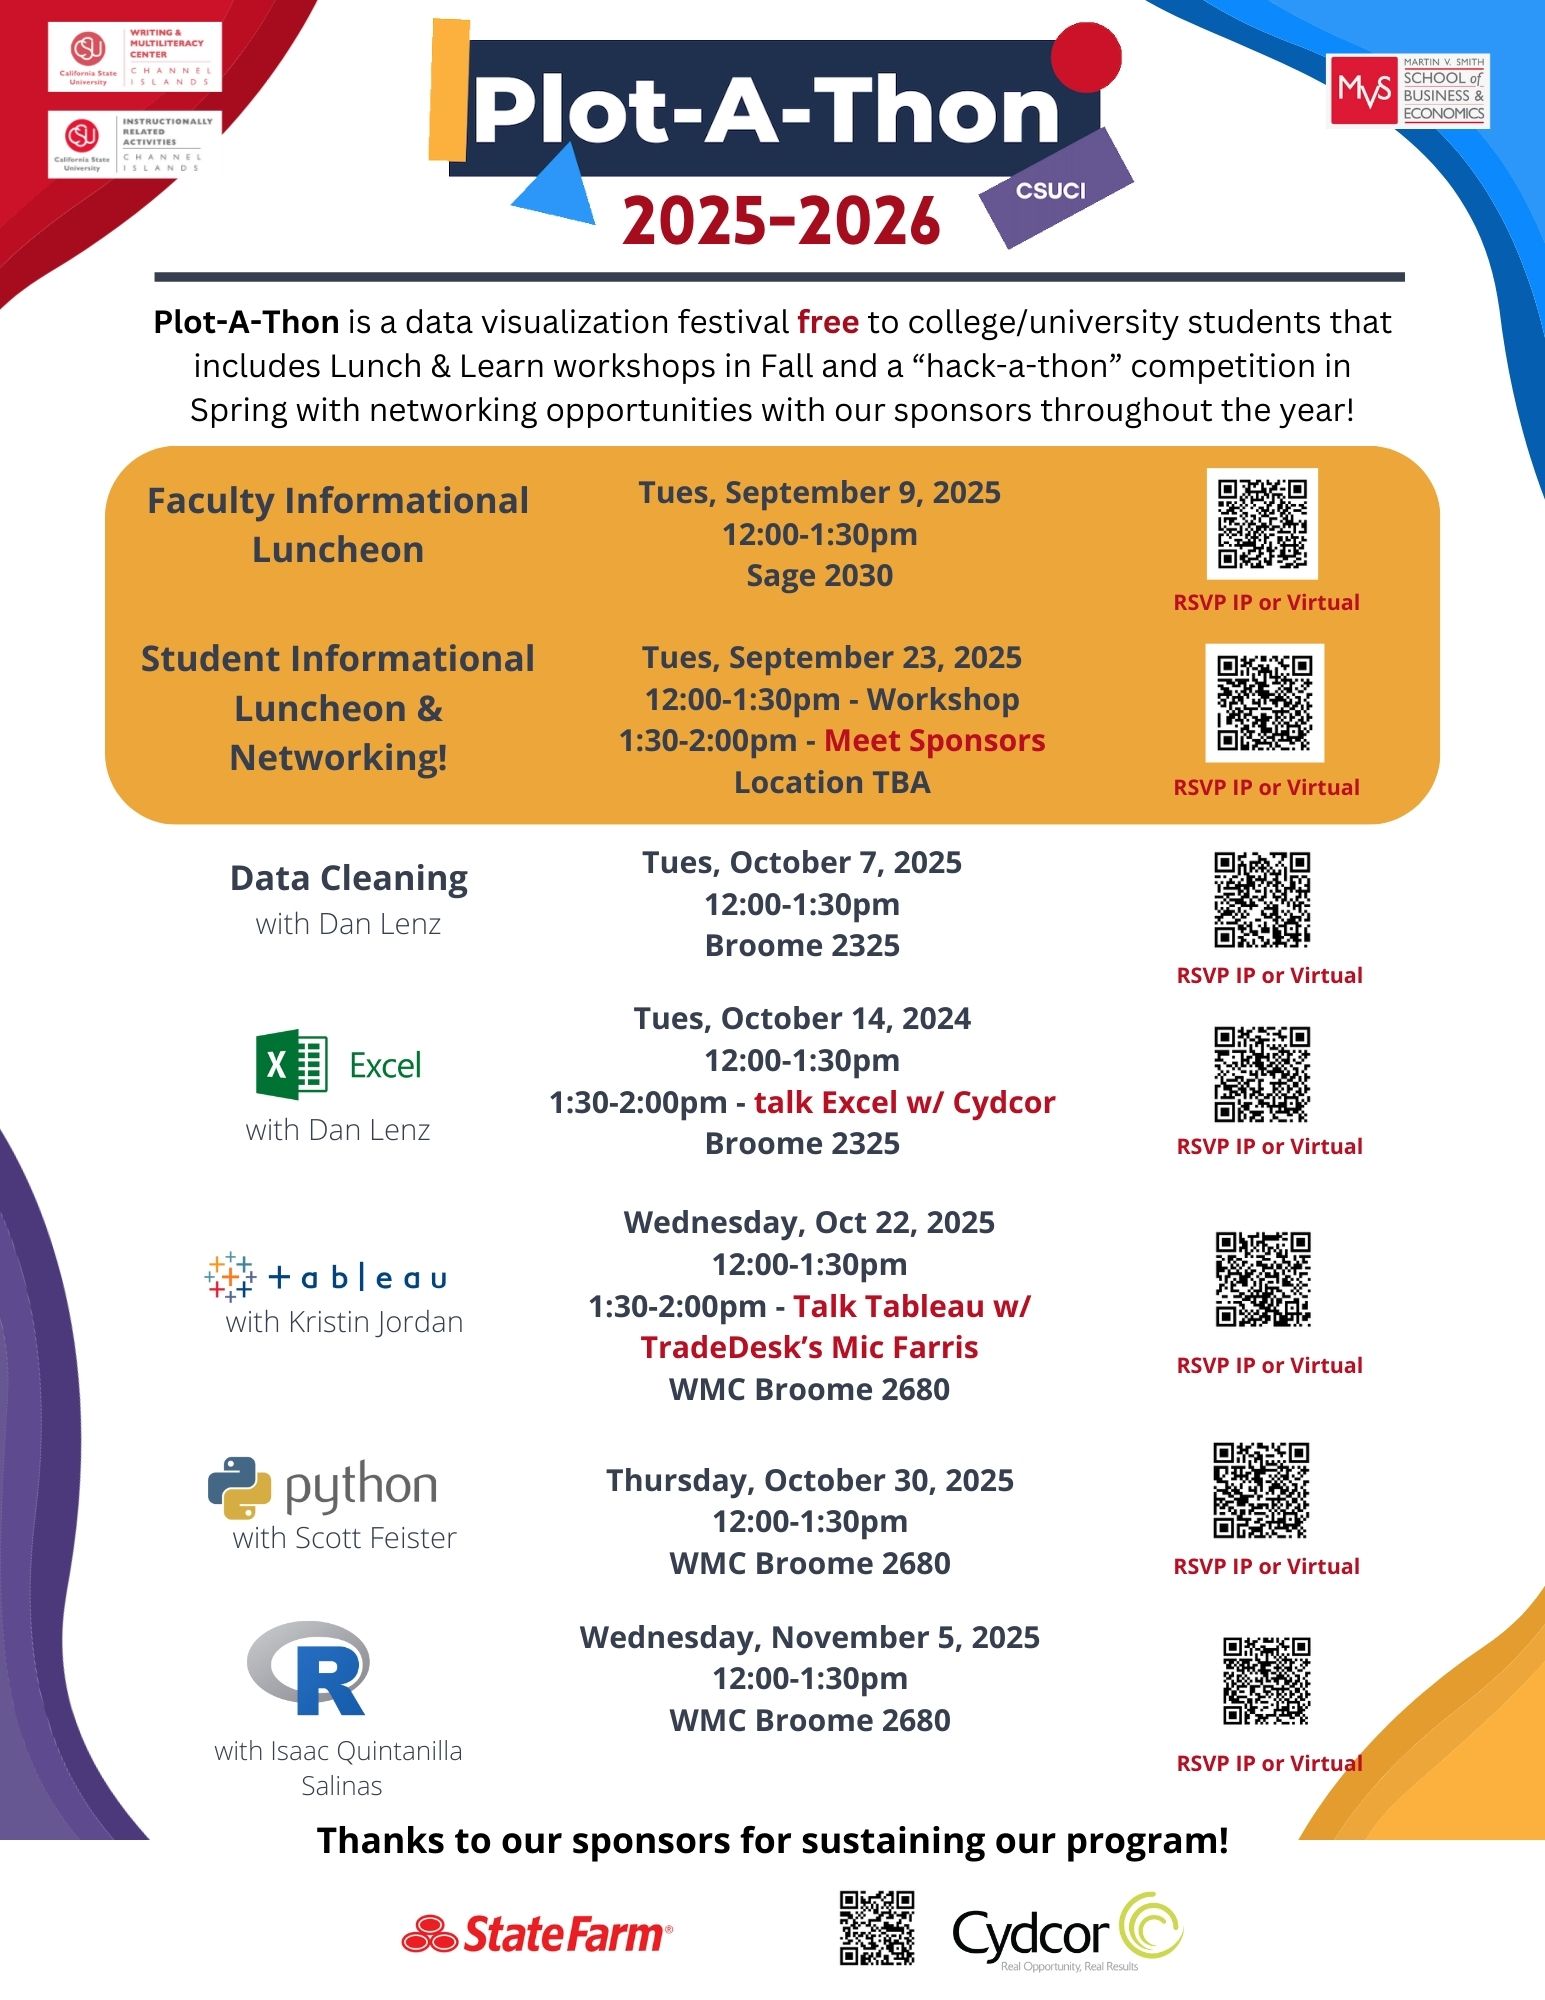 WRITING &
MULTILITERACY
CENTER
California State
University
CHANNEL
ISLANDS
INSTRUCTIONALLY
RELATED
ACTIVITIES
California State
University
CHANNEL
ISLANDS
Plot-A-Thon
CSUCI
2025-2026
MVS
MARTIN V. SMITH
SCHOOL of
BUSINESS &
ECONOMICS
Plot-A-Thon is a data visualization festival free to college/university students that
includes Lunch & Learn workshops in Fall and a “hack-a-thon” competition in
Spring with networking opportunities with our sponsors throughout the year!
Faculty Informational
Luncheon
Tues, September 9, 2025
12:00-1:30pm
Sage 2030
RSVP IP or Virtual
Student Informational
Luncheon &
Networking!
Tues, September 23, 2025
12:00-1:30pm - Workshop
1:30-2:00pm - Meet Sponsors
Location TBA
RSVP IP or Virtual
Data Cleaning
with Dan Lenz
Tues, October 7, 2025
12:00-1:30pm
Broome 2325
RSVP IP or Virtual
X Excel
with Dan Lenz
Tues, October 14, 2024
12:00-1:30pm
1:30-2:00pm - talk Excel w/ Cydcor
Broome 2325
RSVP IP or Virtual
+ableau
with Kristin Jordan
Wednesday, Oct 22, 2025
12:00-1:30pm
1:30-2:00pm - Talk Tableau w/
TradeDesk’s Mic Farris
WMC Broome 2680
RSVP IP or Virtual
python
with Scott Feister
Thursday, October 30, 2025
12:00-1:30pm
WMC Broome 2680
RSVP IP or Virtual
R
with Isaac Quintanilla
Salinas
Wednesday, November 5, 2025
12:00-1:30pm
WMC Broome 2680
RSVP IP or Virtual
Thanks to our sponsors for sustaining our program!
State Farm®
Cydcor
Real Opportunity, Real Results